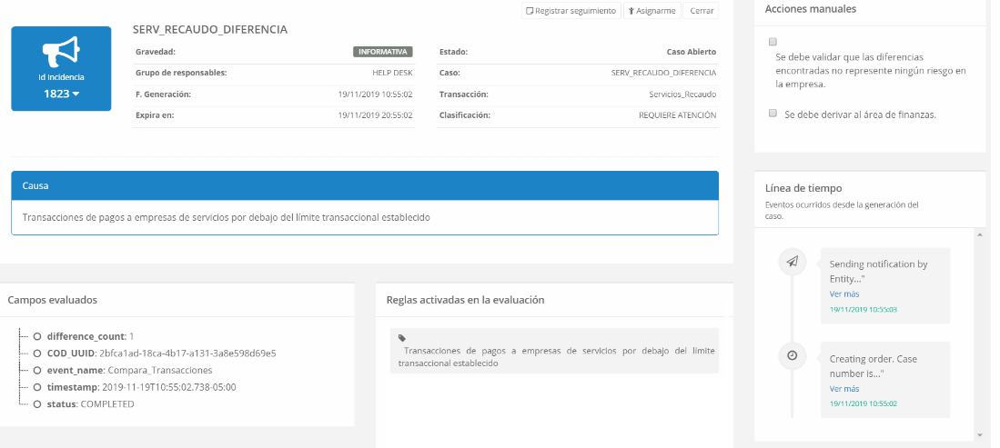 Registrar seguimiento
Asignarme
Cerrar
SERV_RECAUDO_DIFERENCIA
Id Incidencia
1823
Gravedad: INFORMATIVA
Grupo de responsables: HELP DESK
F. Generación: 19/11/2019 10:55:02
Expira en: 19/11/2019 20:55:02
Estado: Caso Abierto
Caso: SERV_RECAUDO_DIFERENCIA
Transacción: Servicios_Recaudo
Clasificación: REQUIERE ATENCIÓN
Causa
Transacciones de pagos a empresas de servicios por debajo del límite transaccional establecido
Campos evaluados
difference_count: 1
COD_UUID: 2bfca1ad-18ca-4b17-a131-3a8e598d69e5
event_name: Compara_Transacciones
timestamp: 2019-11-19T10:55:02.738-05:00
status: COMPLETED
Reglas activadas en la evaluación
Transacciones de pagos a empresas de servicios por debajo del límite
transaccional establecido
Acciones manuales
Se debe validar que las diferencias
encontradas no represente ningún riesgo en
la empresa.
Se debe derivar al área de finanzas.
Línea de tiempo
Eventos ocurridos desde la generación del
caso.
Sending notification by
Entity..."
Ver más
19/11/2019 10:55:03
Creating order. Case
number is..."
Ver más
19/11/2019 10:55:02